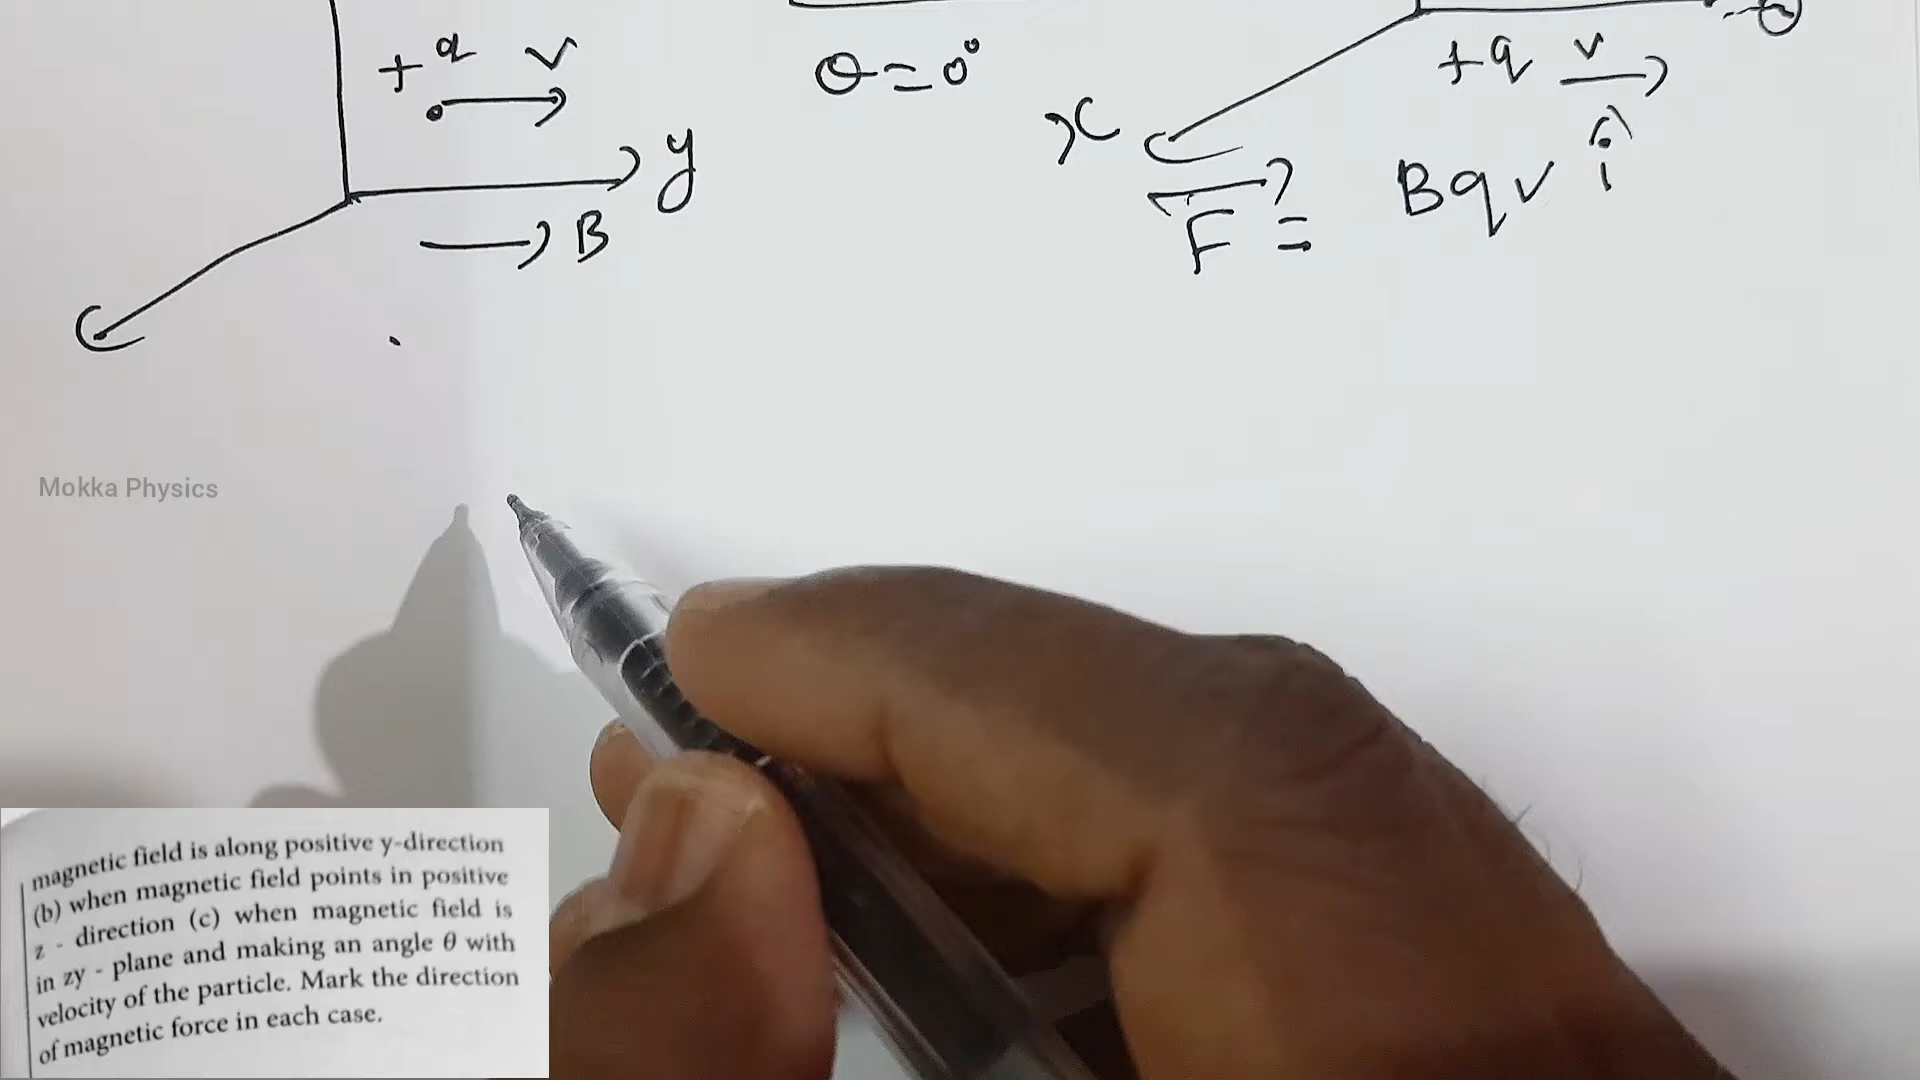 +q v
θ = 0°
+q v
y
x
B
F = Bqv î
Mokka Physics
magnetic field is along positive y-direction
(b) when magnetic field points in positive
z - direction (c) when magnetic field is
in zy - plane and making an angle θ with
velocity of the particle. Mark the direction
of magnetic force in each case.